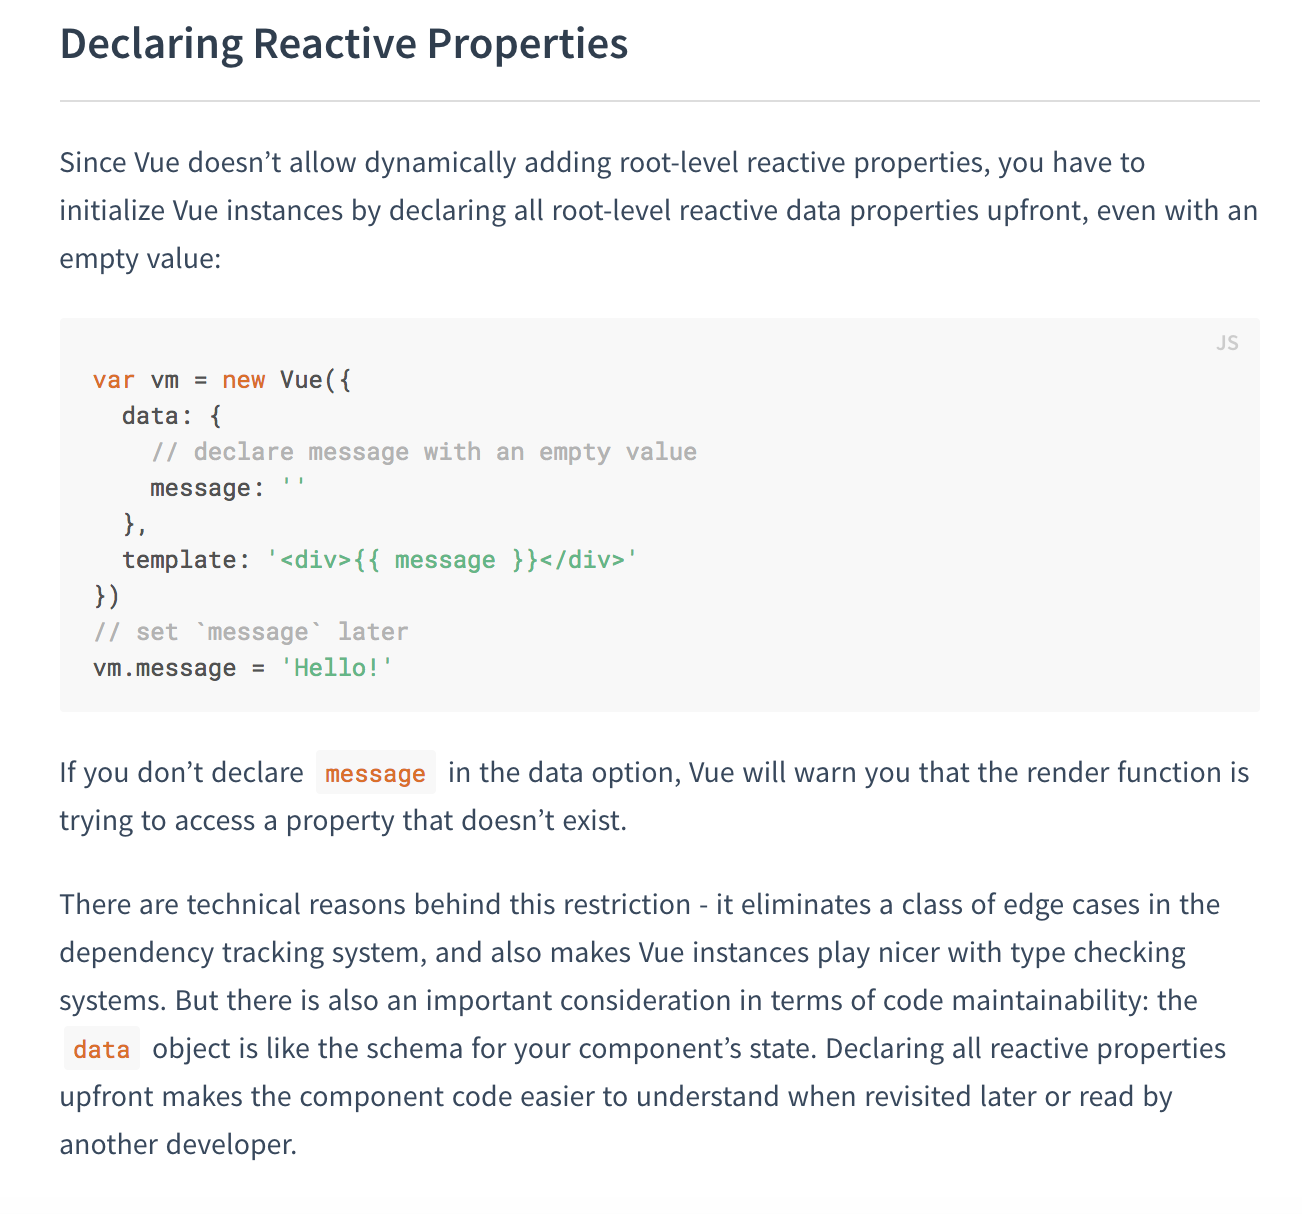 Declaring Reactive Properties
Since Vue doesn’t allow dynamically adding root-level reactive properties, you have to
initialize Vue instances by declaring all root-level reactive data properties upfront, even with an
empty value:
JS
var vm = new Vue({
  data: {
    // declare message with an empty value
    message: ''
  },
  template: '<div>{{ message }}</div>'
})
// set `message` later
vm.message = 'Hello!'
If you don’t declare message in the data option, Vue will warn you that the render function is
trying to access a property that doesn’t exist.
There are technical reasons behind this restriction - it eliminates a class of edge cases in the
dependency tracking system, and also makes Vue instances play nicer with type checking
systems. But there is also an important consideration in terms of code maintainability: the
data object is like the schema for your component’s state. Declaring all reactive properties
upfront makes the component code easier to understand when revisited later or read by
another developer.